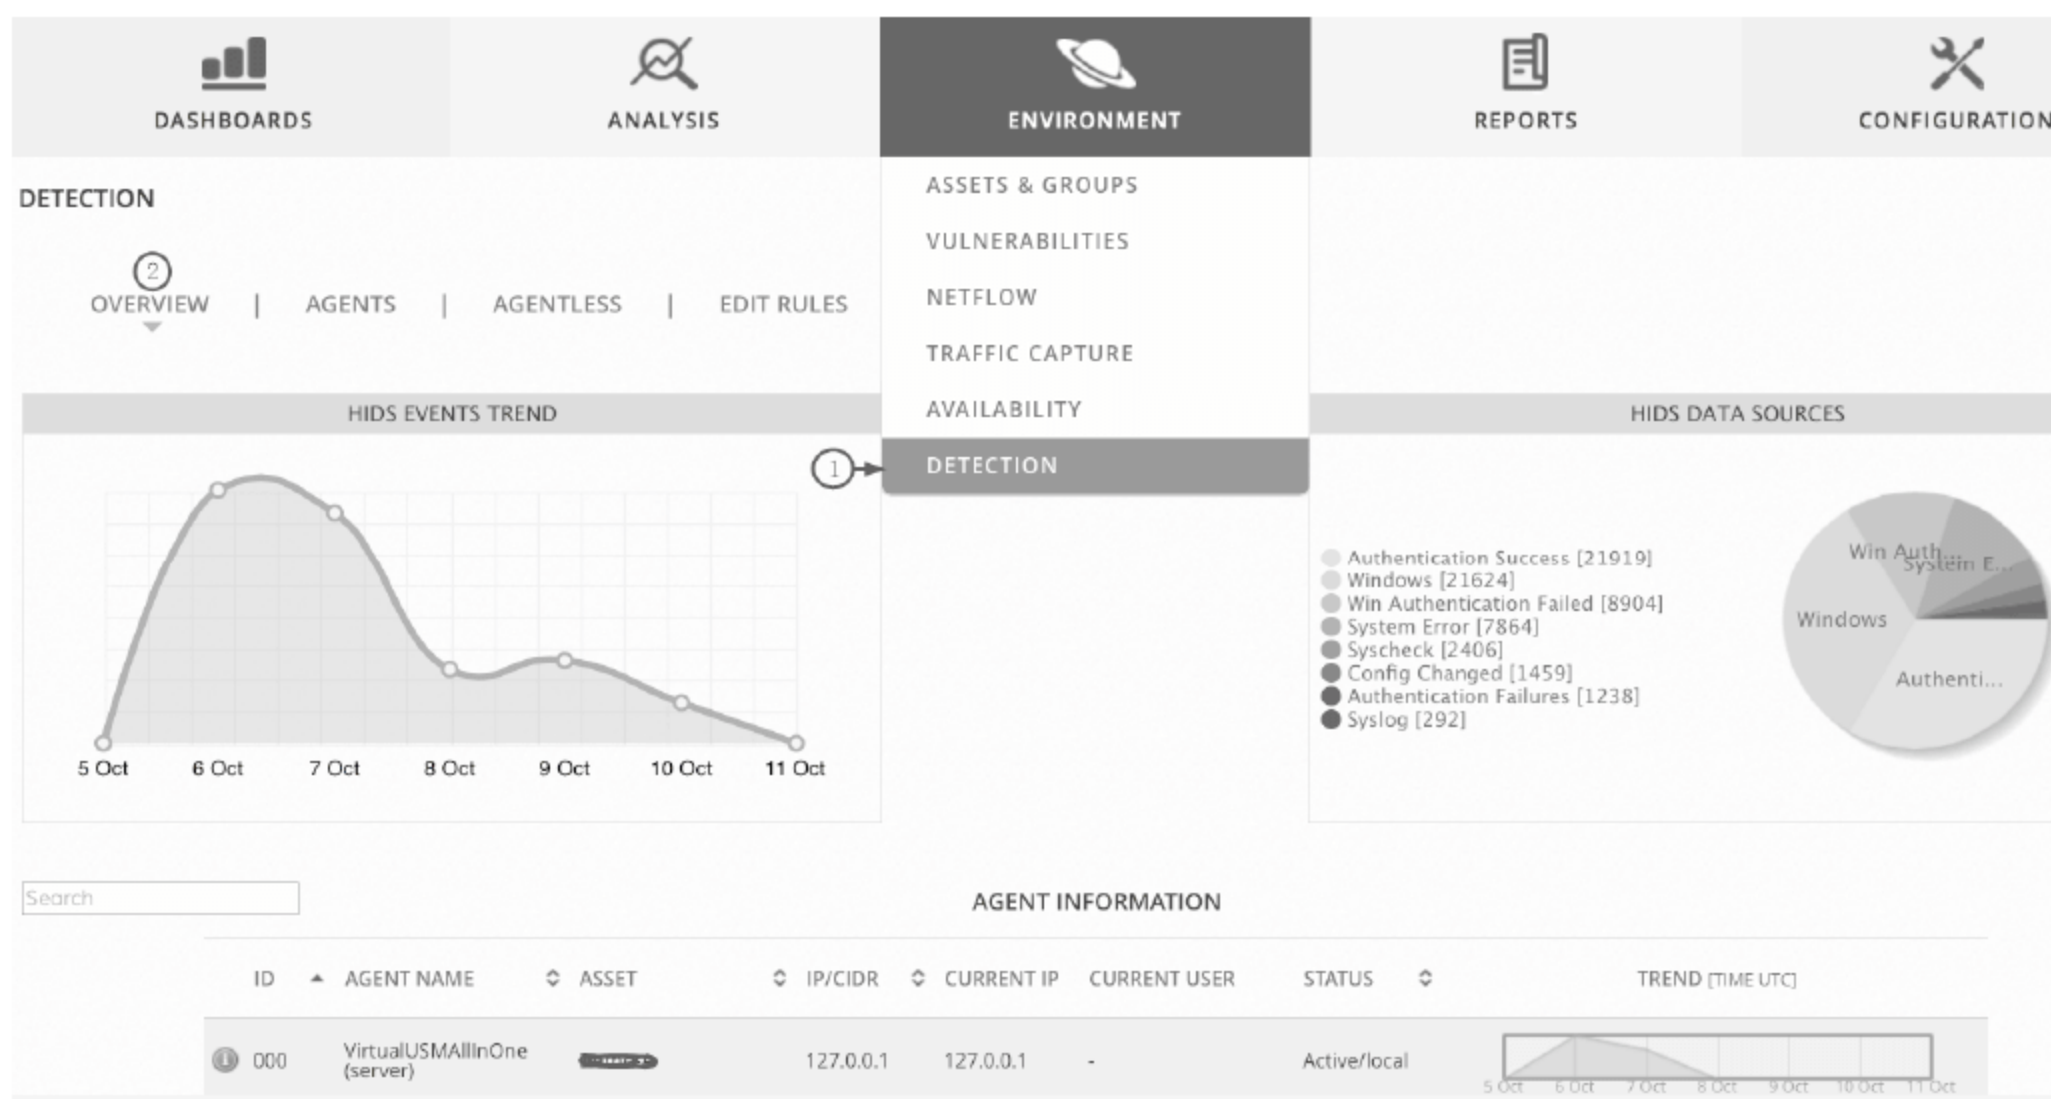 DASHBOARDS
ANALYSIS
ENVIRONMENT
REPORTS
CONFIGURATION
ASSETS & GROUPS
VULNERABILITIES
NETFLOW
TRAFFIC CAPTURE
AVAILABILITY
1
DETECTION
DETECTION
2
OVERVIEW | AGENTS | AGENTLESS | EDIT RULES
HIDS EVENTS TREND
5 Oct 6 Oct 7 Oct 8 Oct 9 Oct 10 Oct 11 Oct
HIDS DATA SOURCES
Authentication Success [21919]
Windows [21624]
Win Authentication Failed [8904]
System Error [7864]
Syscheck [2406]
Config Changed [1459]
Authentication Failures [1238]
Syslog [292]
Win Auth...
System E...
Windows
Authenti...
Search
AGENT INFORMATION
ID AGENT NAME ASSET IP/CIDR CURRENT IP CURRENT USER STATUS TREND [TIME UTC]
000 VirtualUSMAllInOne (server) 127.0.0.1 127.0.0.1 - Active/local
5 Oct 6 Oct 7 Oct 8 Oct 9 Oct 10 Oct 11 Oct